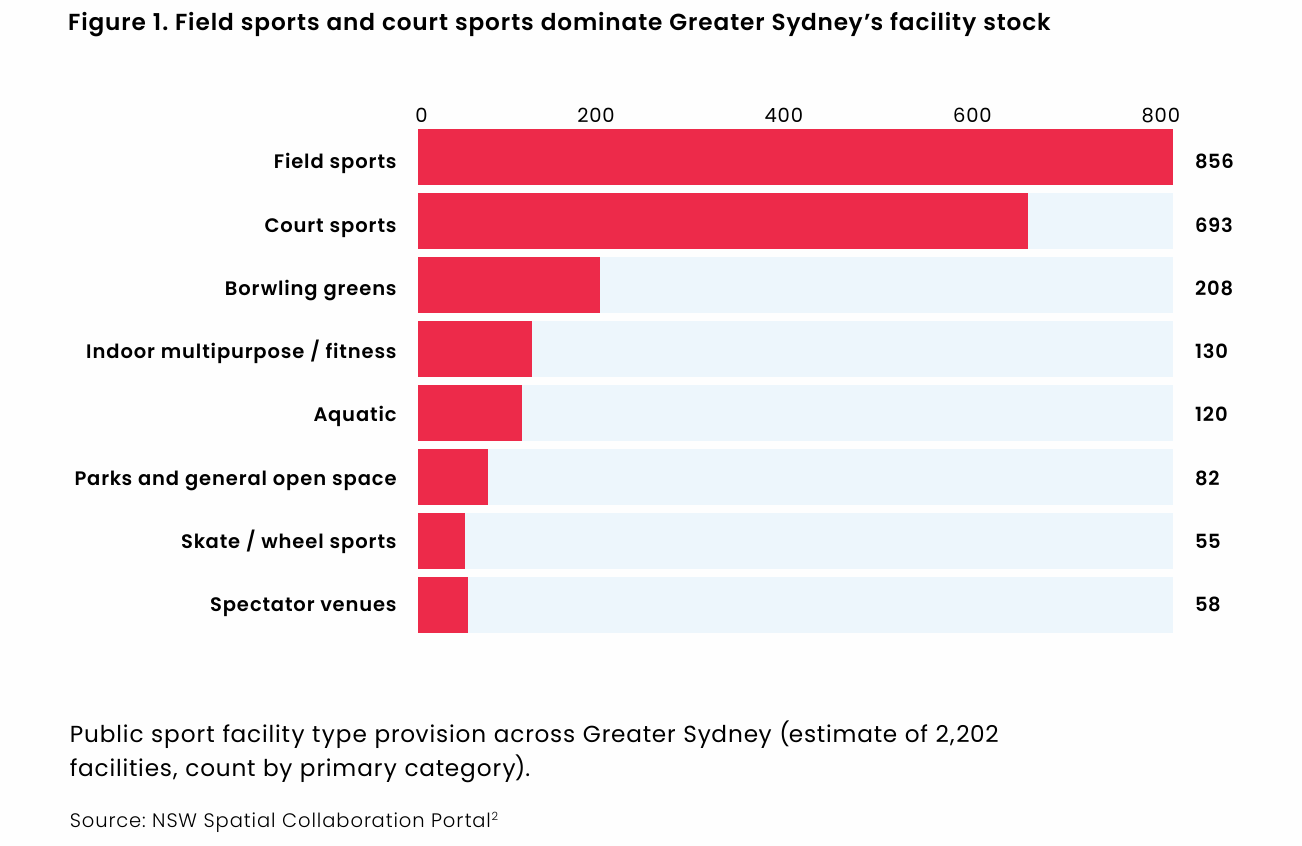 Figure 1. Field sports and court sports dominate Greater Sydney’s facility stock
0 200 400 600 800
Field sports 856
Court sports 693
Borwling greens 208
Indoor multipurpose / fitness 130
Aquatic 120
Parks and general open space 82
Skate / wheel sports 55
Spectator venues 58
Public sport facility type provision across Greater Sydney (estimate of 2,202
facilities, count by primary category).
Source: NSW Spatial Collaboration Portal²